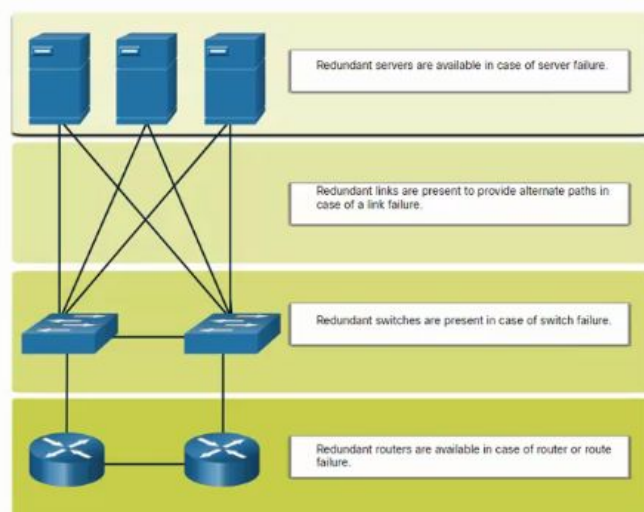 Redundant servers are available in case of server failure.
Redundant links are present to provide alternate paths in
case of a link failure.
Redundant switches are present in case of switch failure.
Redundant routers are available in case of router or route
failure.